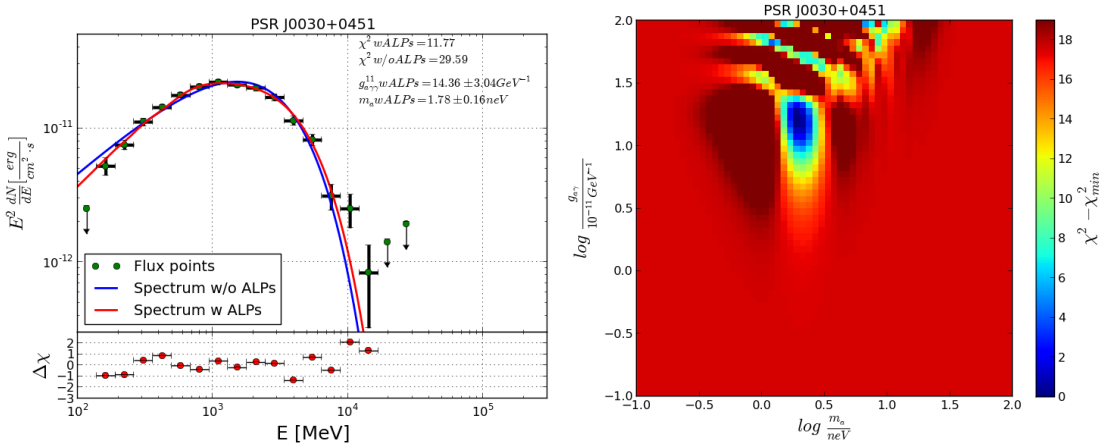 PSR J0030+0451
χ² wALPs=11.77
χ² w/oALPs=29.59
g¹¹_aγγ wALPs=14.36 ±3.04GeV⁻¹
m_a wALPs=1.78 ±0.16neV
E² dN/dE [erg/cm²·s]
10⁻¹¹
10⁻¹²
Flux points
Spectrum w/o ALPs
Spectrum w ALPs
Δχ
2
1
0
−1
−2
−3
10² 10³ 10⁴ 10⁵
E [MeV]
PSR J0030+0451
log g_aγ/10⁻¹¹GeV⁻¹
2.0
1.5
1.0
0.5
0.0
−0.5
−1.0
−1.0 −0.5 0.0 0.5 1.0 1.5 2.0
log m_a/neV
18
16
14
12
10
8
6
4
2
0
χ² − χ²_min